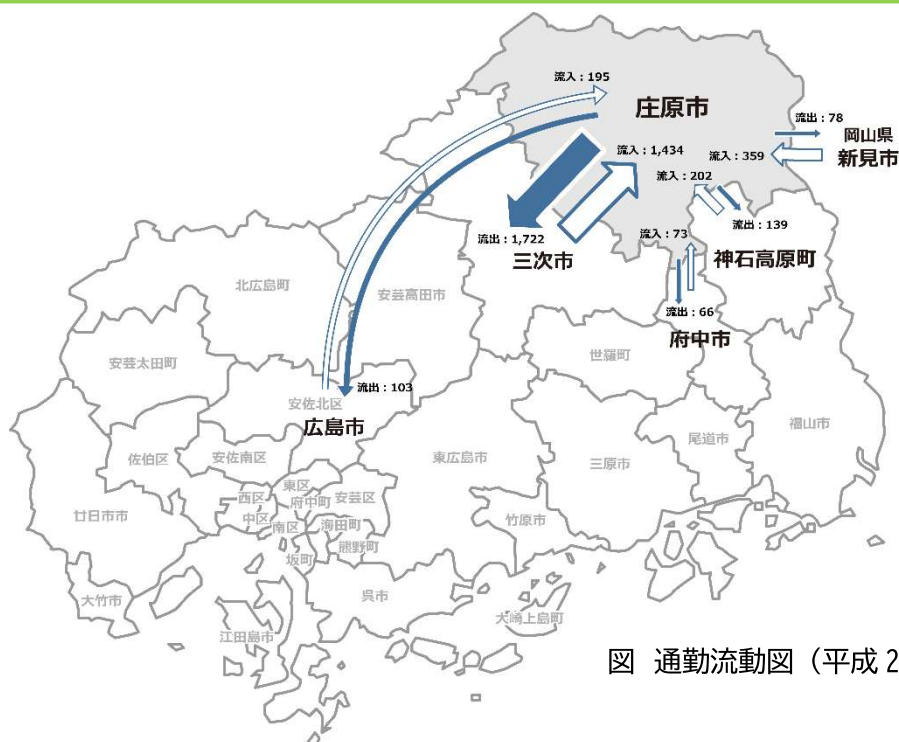 流入：195
庄原市
流出：78
岡山県
新見市
流入：1,434
流入：359
流入：202
流出：139
神石高原町
流出：1,722
三次市
流入：73
流出：66
府中市
北広島町
安芸高田市
世羅町
安芸太田町
流出：103
安佐北区
広島市
福山市
尾道市
佐伯区
安佐南区
東広島市
三原市
東区
西区
府中町
安芸区
中区
南区
海田町
廿日市市
竹原市
熊野町
坂町
呉市
大竹市
大崎上島町
江田島市
図 通勤流動図（平成 2